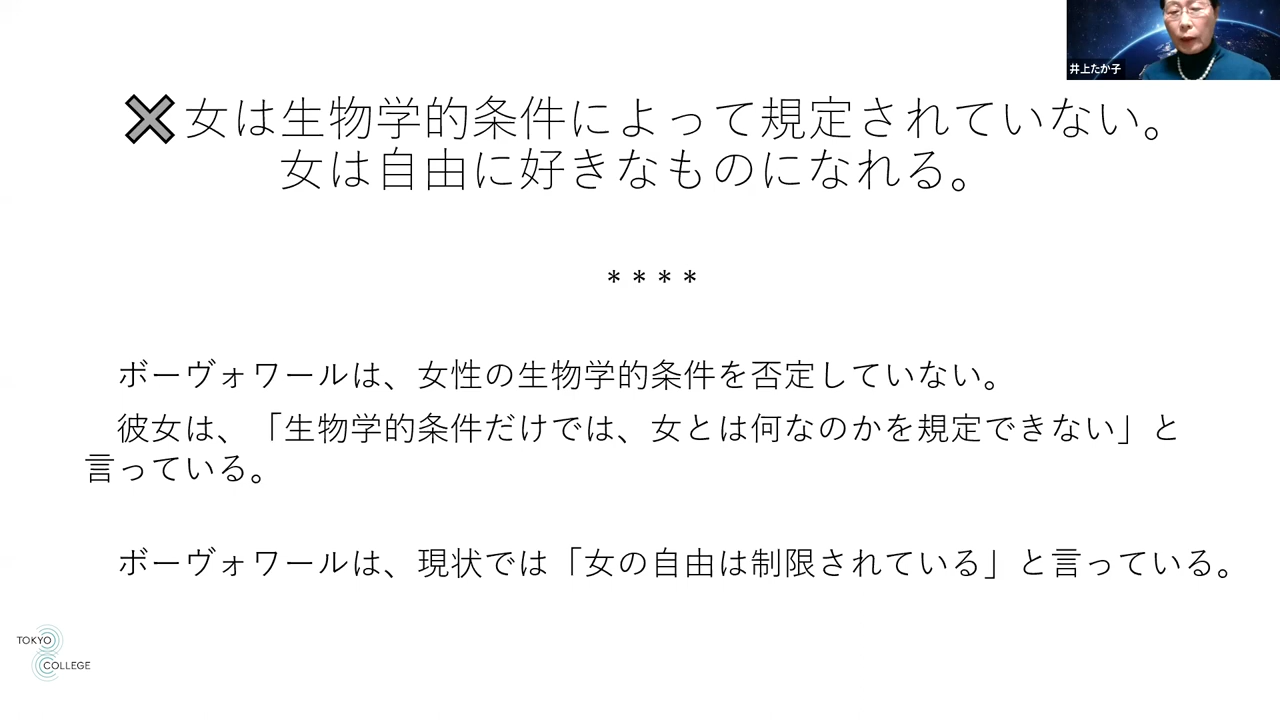 井上たか子
女は生物学的条件によって規定されていない。
女は自由に好きなものになれる。
****
ボーヴォワールは、女性の生物学的条件を否定していない。
彼女は、「生物学的条件だけでは、女とは何なのかを規定できない」と
言っている。
ボーヴォワールは、現状では「女の自由は制限されている」と言っている。
TOKYO
COLLEGE